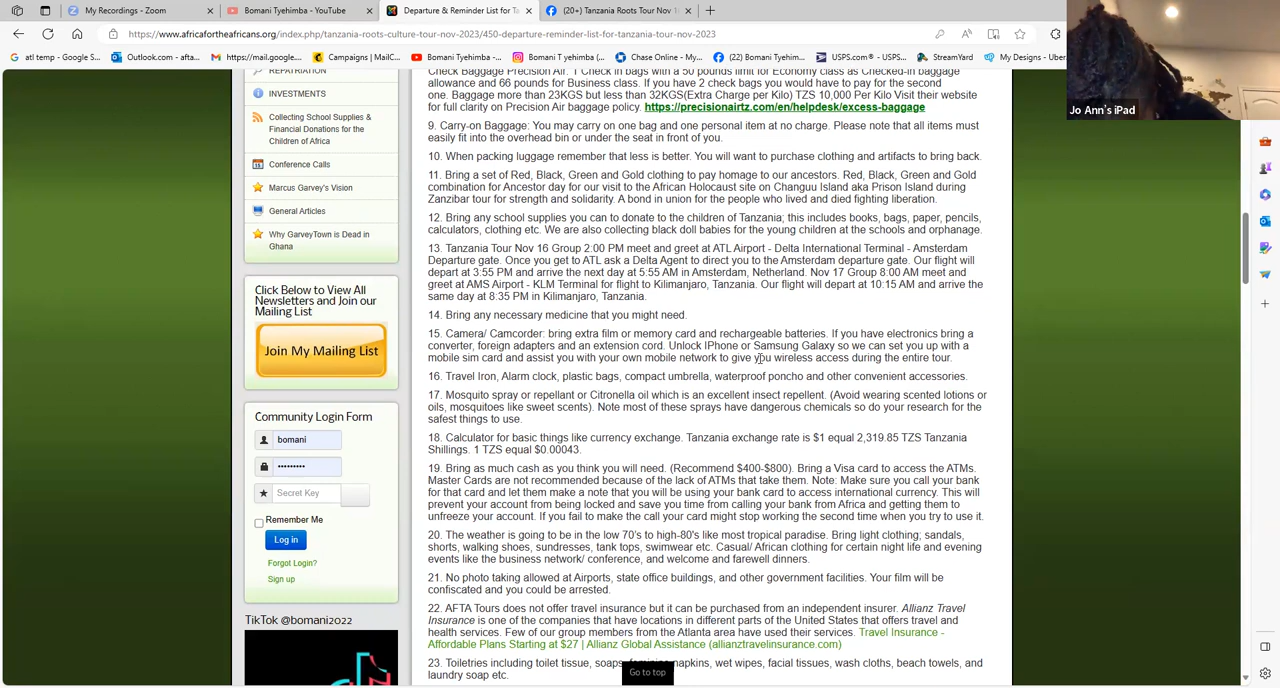 My Recordings - Zoom
Bomani Tyehimba - YouTube
Departure & Reminder List for Ta
(20+) Tanzania Roots Tour Nov 1
https://www.africafortheafricans.org/index.php/tanzania-roots-culture-tour-nov-2023/450-departure-reminder-list-for-tanzania-tour-nov-2023
atl temp - Google S...
Outlook.com - afta...
https://mail.google...
Campaigns | MailC...
Bomani Tyehimba -...
Instagram
(22) Bomani Tyehim...
Chase Online - My...
USPS.com® - USPS...
StreamYard
My Designs - Uber
Jo Ann's iPad
REPATRIATION
INVESTMENTS
Collecting School Supplies &
Financial Donations for the
Children of Africa
Conference Calls
Marcus Garvey's Vision
General Articles
Why GarveyTown is Dead in
Ghana
Click Below to View All
Newsletters and Join our
Mailing List
Join My Mailing List
Community Login Form
bomani
Secret Key
Remember Me
Log in
Forgot Login?
Sign up
TikTok @bomani2022
Check Baggage Precision Air. 1 Check in bags with a 50 pounds limit for Economy class as Checked-in baggage
allowance and 66 pounds for Business class. If you have 2 check bags you would have to pay for the second
one. Baggage more than 23KGS but less than 32KGS(Extra Charge per Kilo) TZS 10,000 Per Kilo Visit their website
for full clarity on Precision Air baggage policy. https://precisionairtz.com/en/helpdesk/excess-baggage
9. Carry-on Baggage: You may carry on one bag and one personal item at no charge. Please note that all items must
easily fit into the overhead bin or under the seat in front of you.
10. When packing luggage remember that less is better. You will want to purchase clothing and artifacts to bring back.
11. Bring a set of Red, Black, Green and Gold clothing to pay homage to our ancestors. Red, Black, Green and Gold
combination for Ancestor day for our visit to the African Holocaust site on Changuu Island aka Prison Island during
Zanzibar tour for strength and solidarity. A bond in union for the people who lived and died fighting liberation.
12. Bring any school supplies you can to donate to the children of Tanzania; this includes books, bags, paper, pencils,
calculators, clothing etc. We are also collecting black doll babies for the young children at the schools and orphanage.
13. Tanzania Tour Nov 16 Group 2:00 PM meet and greet at ATL Airport - Delta International Terminal - Amsterdam
Departure gate. Once you get to ATL ask a Delta Agent to direct you to the Amsterdam departure gate. Our flight will
depart at 3:55 PM and arrive the next day at 5:55 AM in Amsterdam, Netherland. Nov 17 Group 8:00 AM meet and
greet at AMS Airport - KLM Terminal for flight to Kilimanjaro, Tanzania. Our flight will depart at 10:15 AM and arrive the
same day at 8:35 PM in Kilimanjaro, Tanzania.
14. Bring any necessary medicine that you might need.
15. Camera/ Camcorder: bring extra film or memory card and rechargeable batteries. If you have electronics bring a
converter, foreign adapters and an extension cord. Unlock IPhone or Samsung Galaxy so we can set you up with a
mobile sim card and assist you with your own mobile network to give you wireless access during the entire tour.
16. Travel Iron, Alarm clock, plastic bags, compact umbrella, waterproof poncho and other convenient accessories.
17. Mosquito spray or repellant or Citronella oil which is an excellent insect repellent. (Avoid wearing scented lotions or
oils, mosquitoes like sweet scents). Note most of these sprays have dangerous chemicals so do your research for the
safest things to use.
18. Calculator for basic things like currency exchange. Tanzania exchange rate is $1 equal 2,319.85 TZS Tanzania
Shillings. 1 TZS equal $0.00043.
19. Bring as much cash as you think you will need. (Recommend $400-$800). Bring a Visa card to access the ATMs.
Master Cards are not recommended because of the lack of ATMs that take them. Note: Make sure you call your bank
for that card and let them make a note that you will be using your bank card to access international currency. This will
prevent your account from being locked and save you time from calling your bank from Africa and getting them to
unfreeze your account. If you fail to make the call your card might stop working the second time when you try to use it.
20. The weather is going to be in the low 70's to high-80's like most tropical paradise. Bring light clothing; sandals,
shorts, walking shoes, sundresses, tank tops, swimwear etc. Casual/ African clothing for certain night life and evening
events like the business network/ conference, and welcome and farewell dinners.
21. No photo taking allowed at Airports, state office buildings, and other government facilities. Your film will be
confiscated and you could be arrested.
22. AFTA Tours does not offer travel insurance but it can be purchased from an independent insurer. Allianz Travel
Insurance is one of the companies that have locations in different parts of the United States that offers travel and
health services. Few of our group members from the Atlanta area have used their services. Travel Insurance -
Affordable Plans Starting at $27 | Allianz Global Assistance (allianztravelinsurance.com)
23. Toiletries including toilet tissue, soaps, feminine napkins, wet wipes, facial tissues, wash cloths, beach towels, and
laundry soap etc.
Go to top